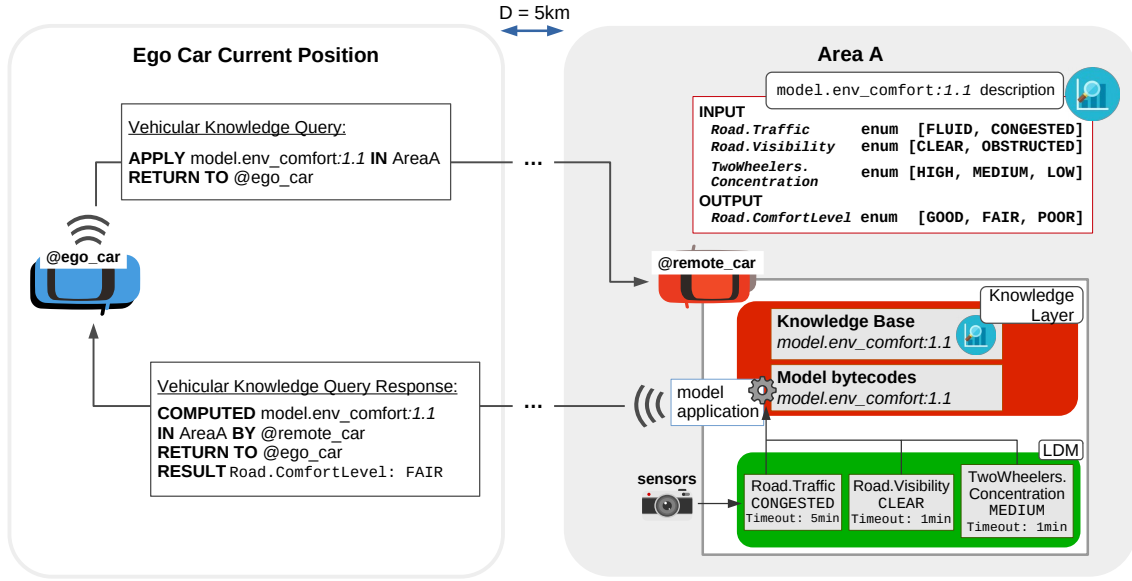 D = 5km
Ego Car Current Position
Vehicular Knowledge Query:
APPLY model.env_comfort:1.1 IN AreaA
RETURN TO @ego_car
...
@ego_car
Vehicular Knowledge Query Response:
COMPUTED model.env_comfort:1.1
IN AreaA BY @remote_car
RETURN TO @ego_car
RESULT Road.ComfortLevel: FAIR
...
Area A
model.env_comfort:1.1 description
INPUT
Road.Traffic enum [FLUID, CONGESTED]
Road.Visibility enum [CLEAR, OBSTRUCTED]
TwoWheelers.
Concentration enum [HIGH, MEDIUM, LOW]
OUTPUT
Road.ComfortLevel enum [GOOD, FAIR, POOR]
@remote_car
Knowledge
Layer
Knowledge Base
model.env_comfort:1.1
Model bytecodes
model.env_comfort:1.1
model
application
LDM
sensors
Road.Traffic
CONGESTED
Timeout: 5min
Road.Visibility
CLEAR
Timeout: 1min
TwoWheelers.
Concentration
MEDIUM
Timeout: 1min